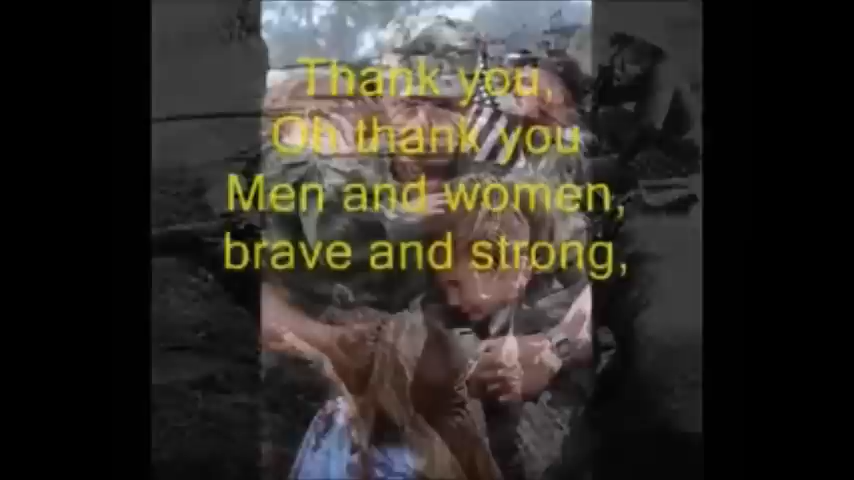 Thank you,
Oh thank you
Men and women,
brave and strong,